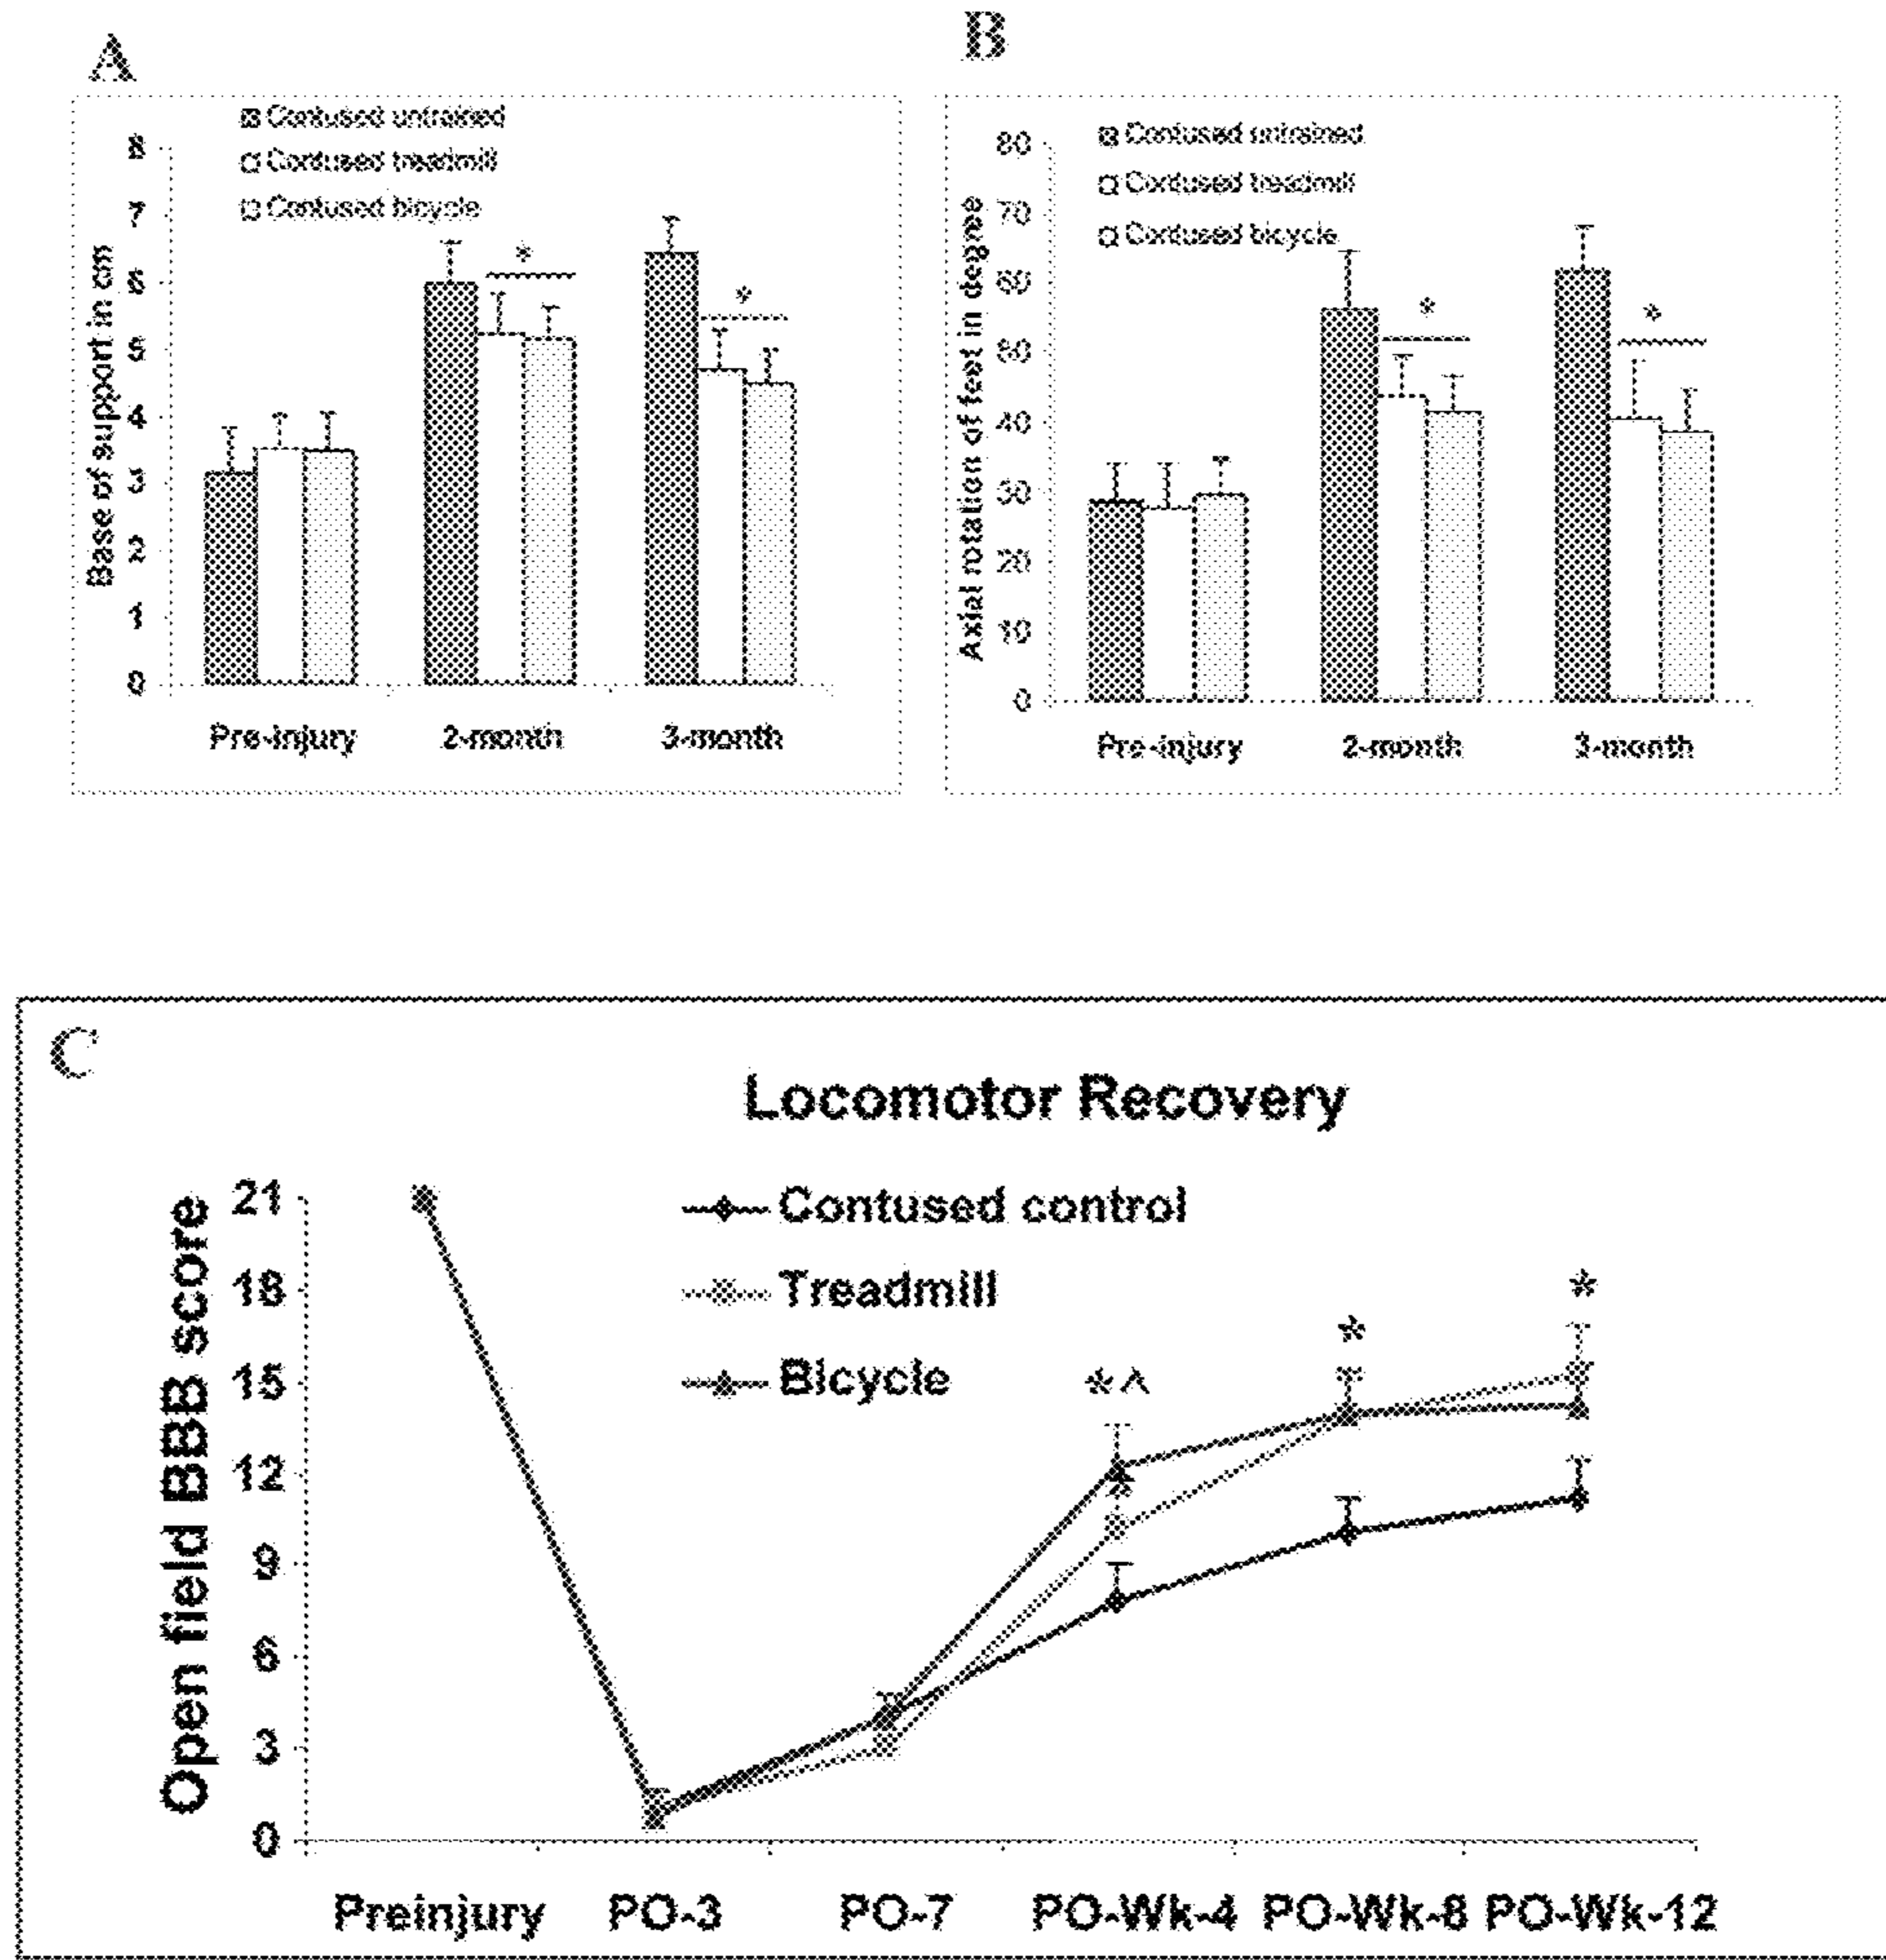 A
Contused untrained
Contused treadmill
Contused bicycle
Base of support in cm
8
7
6
5
4
3
2
1
0
*
*
Pre-injury 2-month 3-month
B
Contused untrained
Contused treadmill
Contused bicycle
Axial rotation of feet in degree
80
70
60
50
40
30
20
10
0
*
*
Pre-injury 2-month 3-month
C
Locomotor Recovery
Contused control
Treadmill
Bicycle
Open field BBB score
21
18
15
12
9
6
3
0
*^
*
*
*
Preinjury PO-3 PO-7 PO-Wk-4 PO-Wk-8 PO-Wk-12